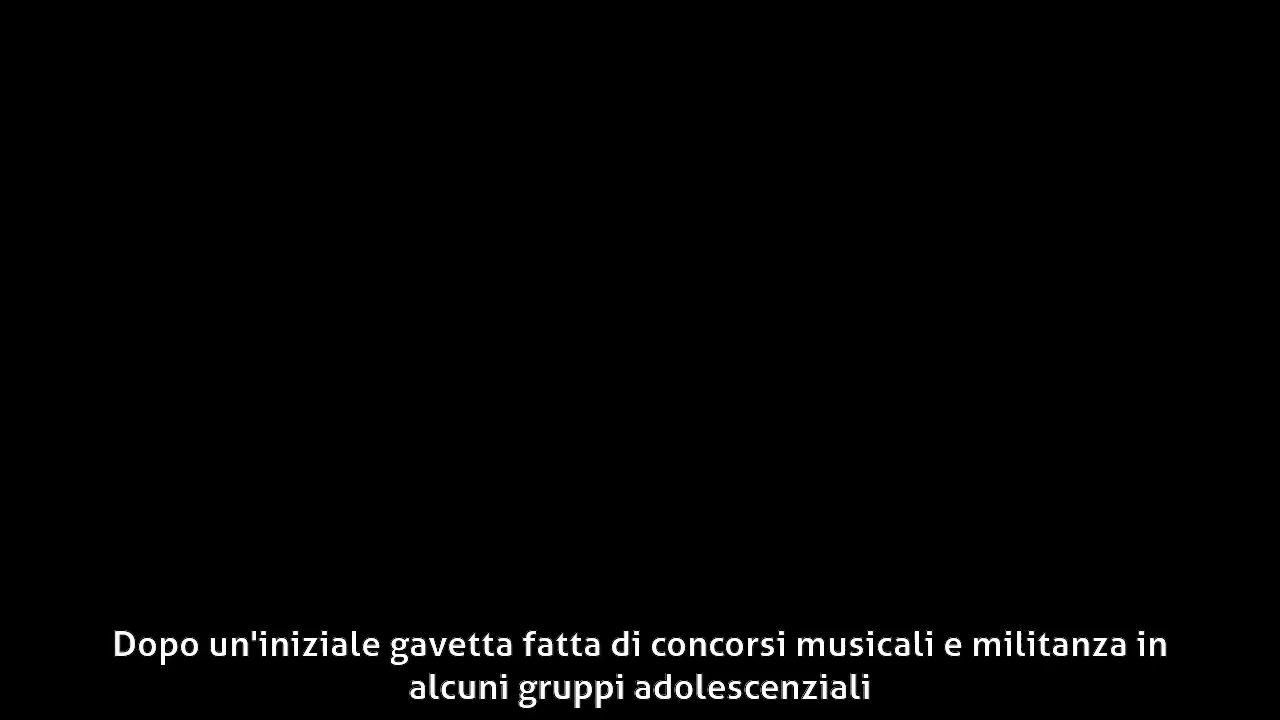 Dopo un'iniziale gavetta fatta di concorsi musicali e militanza in
alcuni gruppi adolescenziali